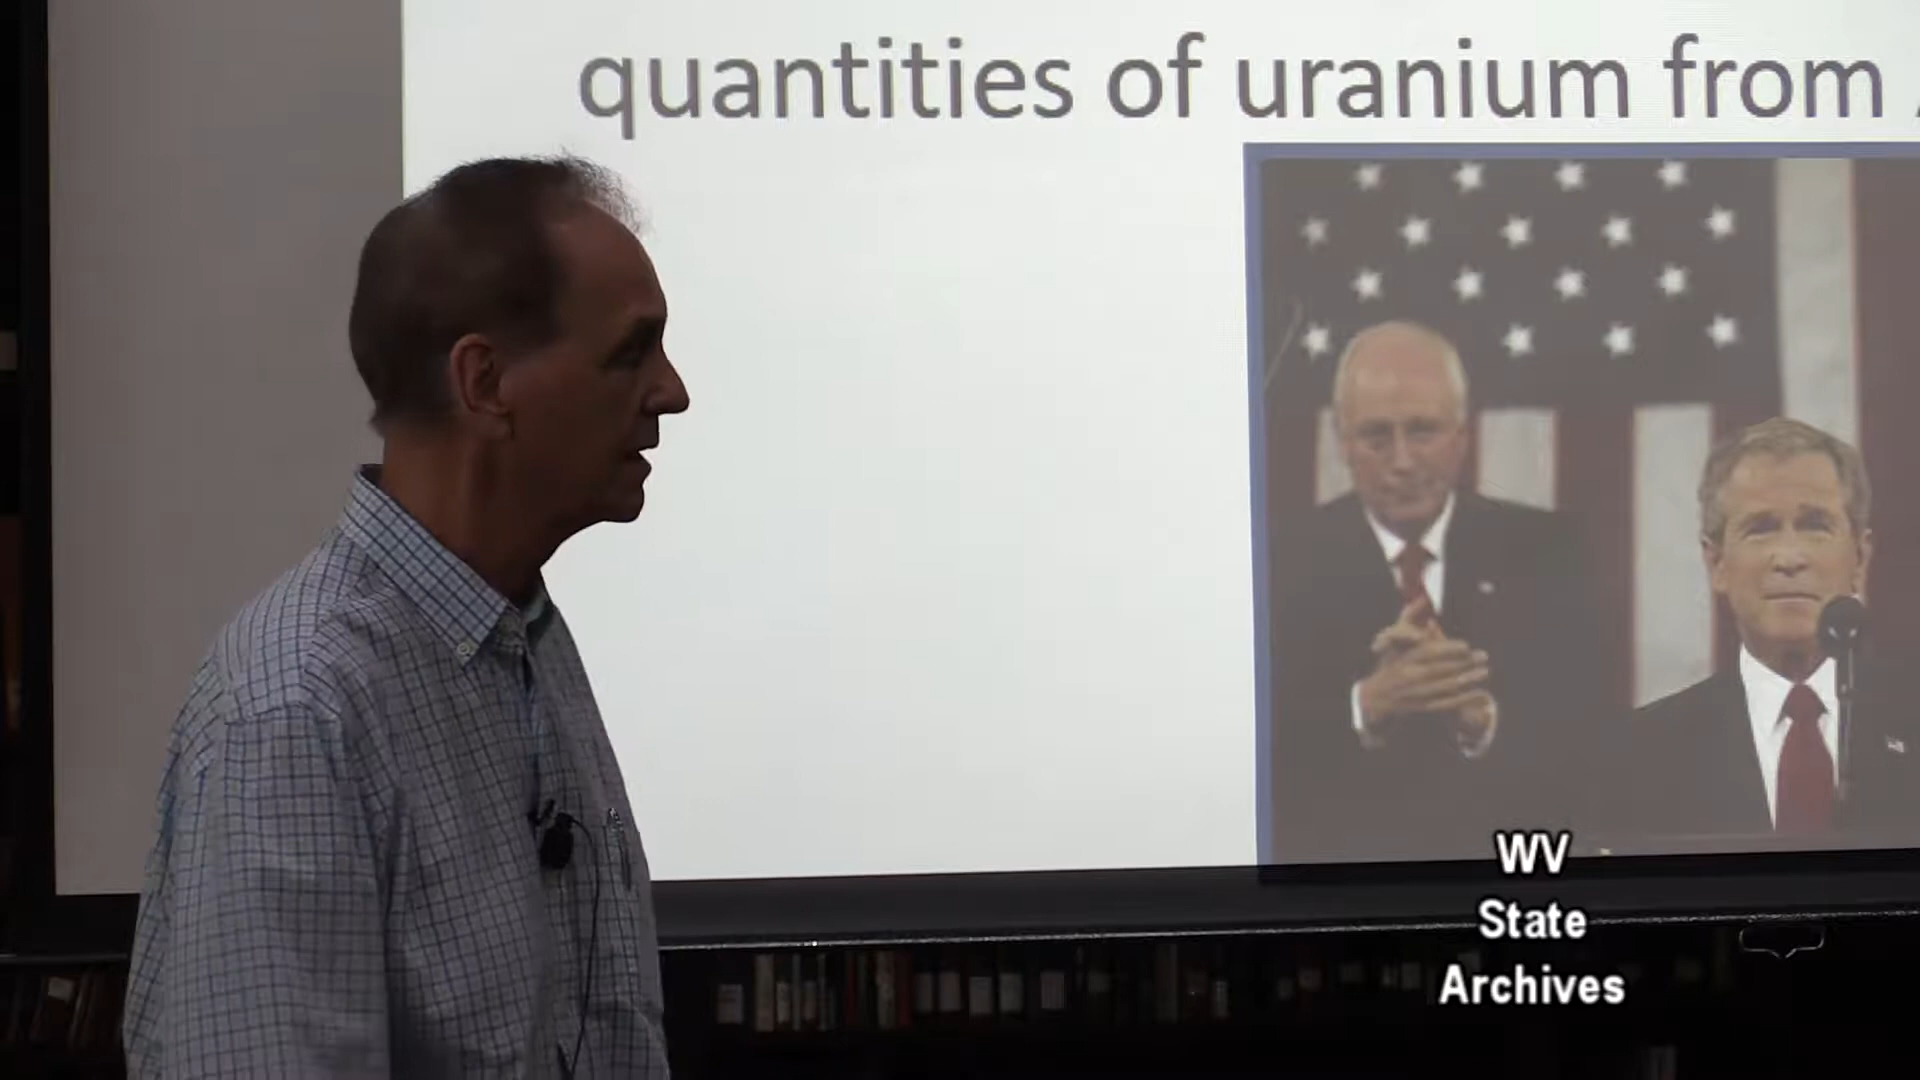 quantities of uranium from
WV
State
Archives